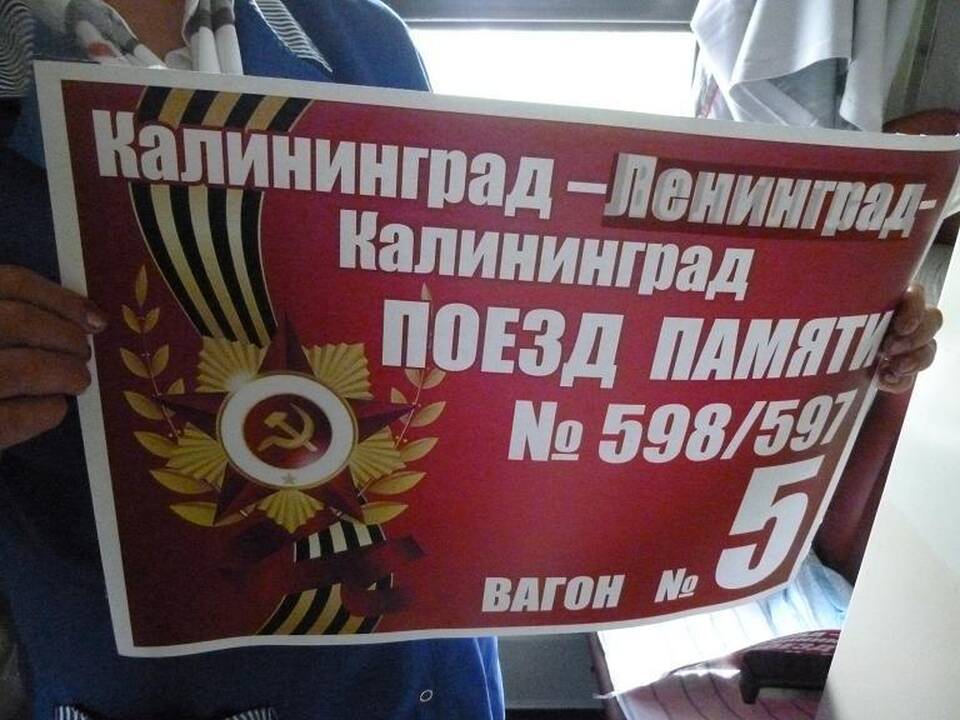 Калининград – Ленинград-
Калининград
ПОЕЗД ПАМЯТИ
№ 598/597
ВАГОН № 5